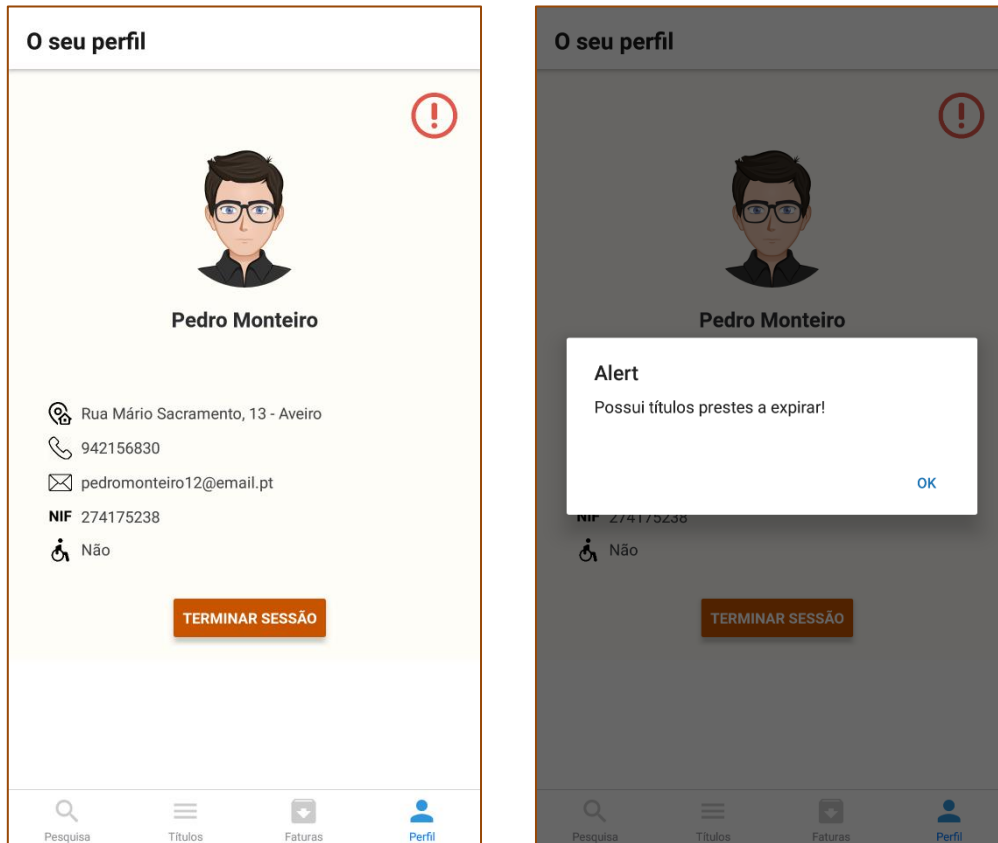 O seu perfil
Pedro Monteiro
Rua Mário Sacramento, 13 - Aveiro
942156830
pedromonteiro12@email.pt
NIF 274175238
Não
TERMINAR SESSÃO
Pesquisa
Títulos
Faturas
Perfil
O seu perfil
Pedro Monteiro
Alert
Possui títulos prestes a expirar!
OK
NIF 274175238
Não
TERMINAR SESSÃO
Pesquisa
Títulos
Faturas
Perfil